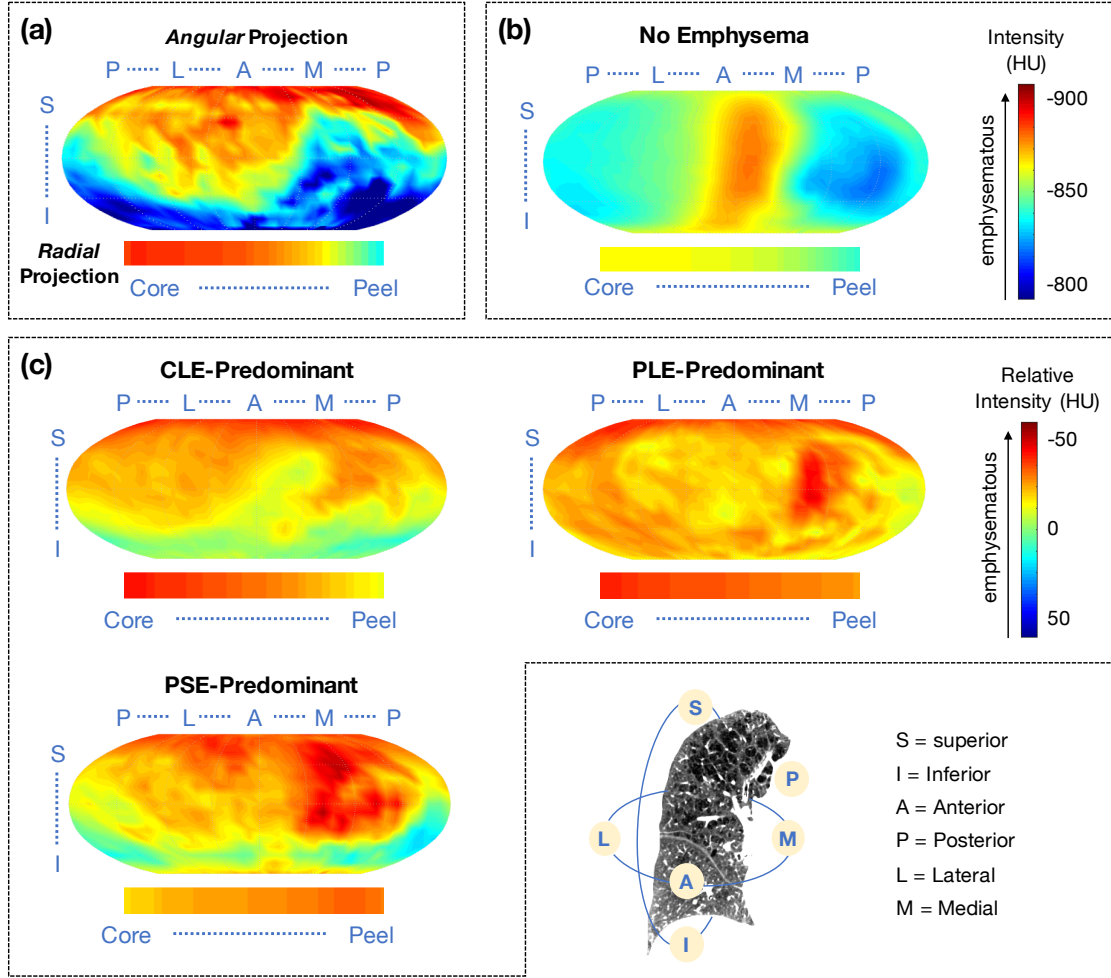 (a)
Angular Projection
P ...... L ...... A ...... M ...... P
S
I
Radial
Projection
Core
Peel
(b)
No Emphysema
P ...... L ...... A ...... M ...... P
S
I
Core
Peel
Intensity
(HU)
emphysematous
-900
-850
-800
(c)
CLE-Predominant
P ...... L ...... A ...... M ...... P
S
I
Core
Peel
PLE-Predominant
P ...... L ...... A ...... M ...... P
S
I
Core
Peel
Relative
Intensity (HU)
emphysematous
-50
0
50
PSE-Predominant
P ...... L ...... A ...... M ...... P
S
I
Core
Peel
S
P
L
M
A
I
S = superior
I = Inferior
A = Anterior
P = Posterior
L = Lateral
M = Medial